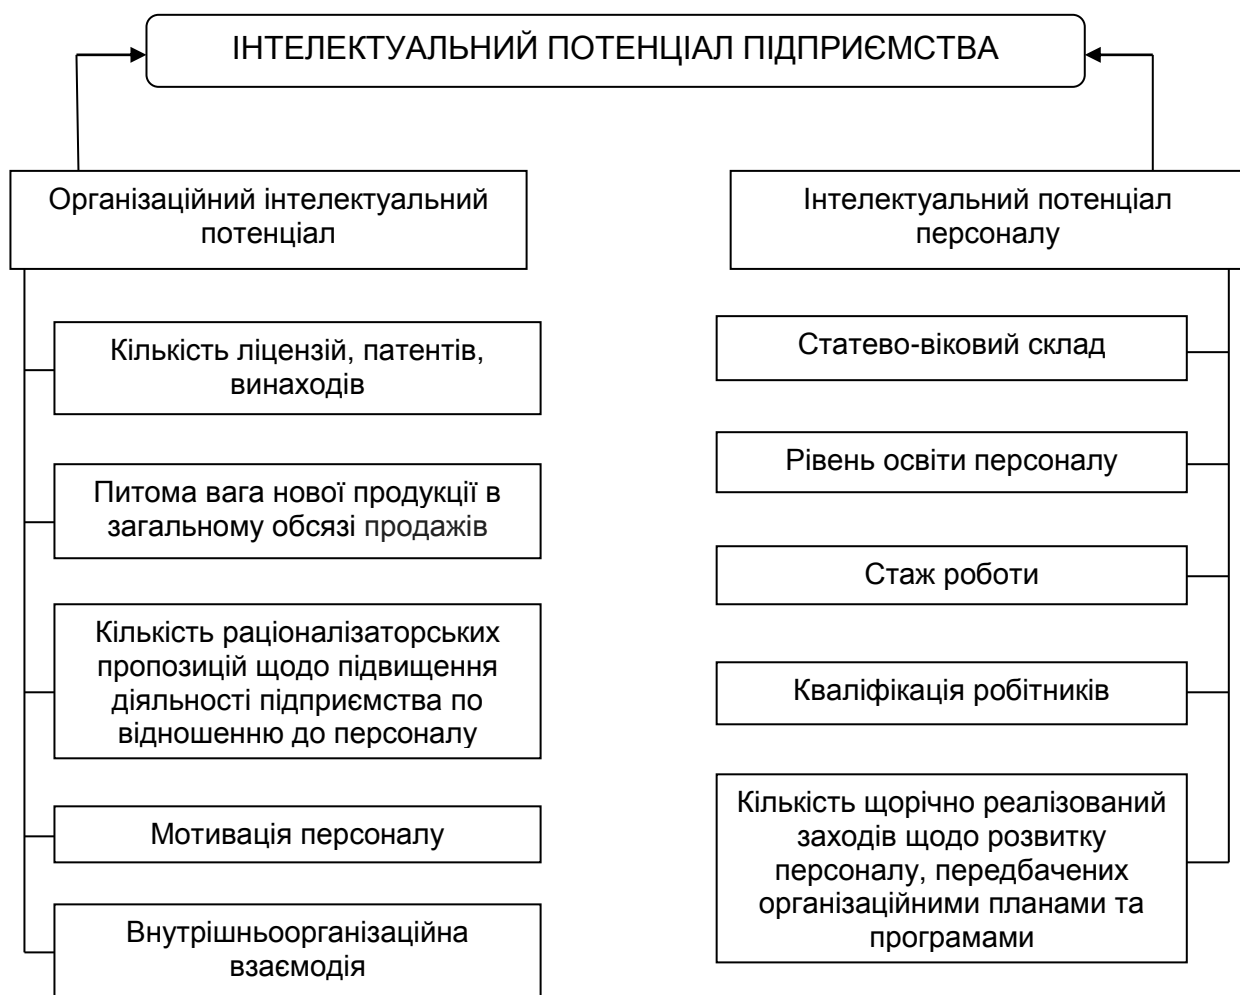 ІНТЕЛЕКТУАЛЬНИЙ ПОТЕНЦІАЛ ПІДПРИЄМСТВА
Організаційний інтелектуальний
потенціал
Кількість ліцензій, патентів,
винаходів
Питома вага нової продукції в
загальному обсязі продажів
Кількість раціоналізаторських
пропозицій щодо підвищення
діяльності підприємства по
відношенню до персоналу
Мотивація персоналу
Внутрішньоорганізаційна
взаємодія
Інтелектуальний потенціал
персоналу
Статево-віковий склад
Рівень освіти персоналу
Стаж роботи
Кваліфікація робітників
Кількість щорічно реалізований
заходів щодо розвитку
персоналу, передбачених
організаційними планами та
програмами